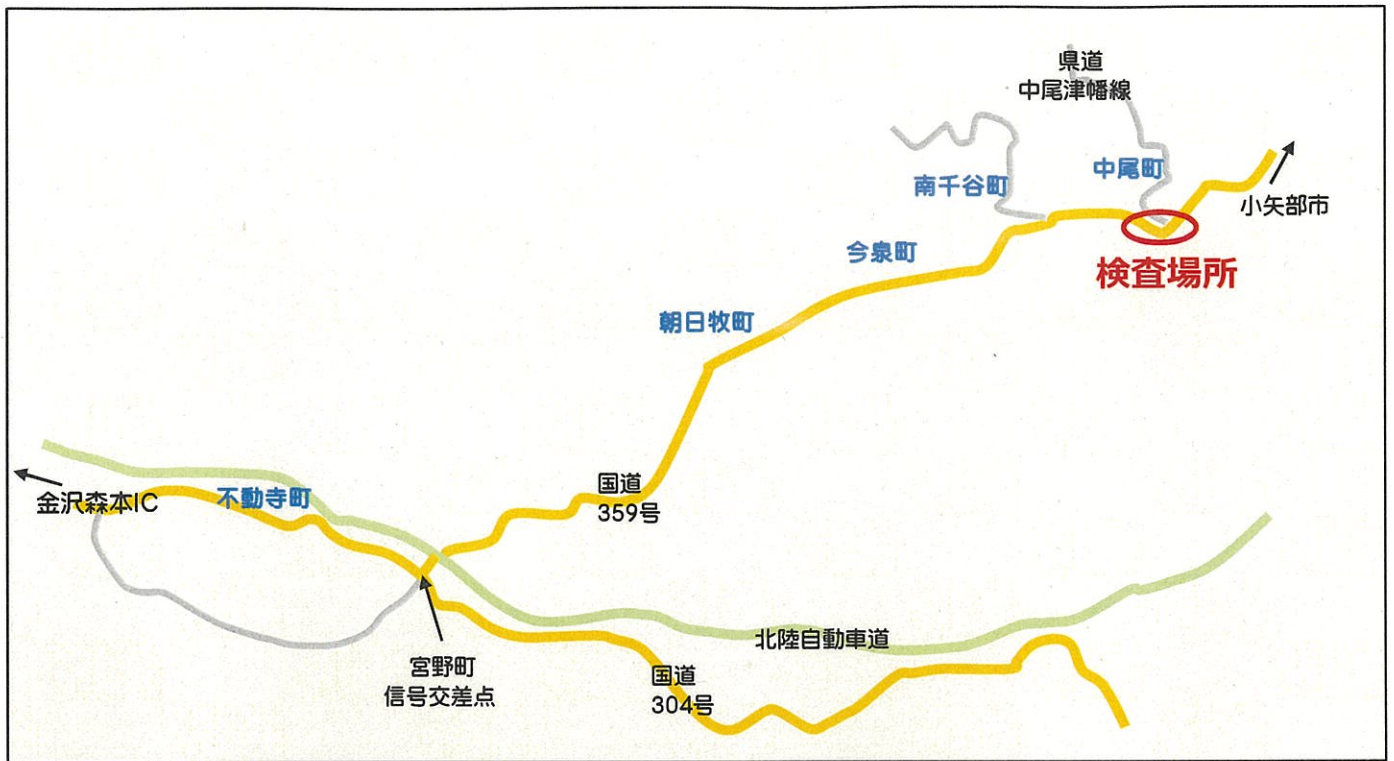 県道
中尾津幡線
中尾町
南千谷町
小矢部市
今泉町
検査場所
朝日牧町
国道
359号
不動寺町
金沢森本IC
北陸自動車道
宮野町
信号交差点
国道
304号